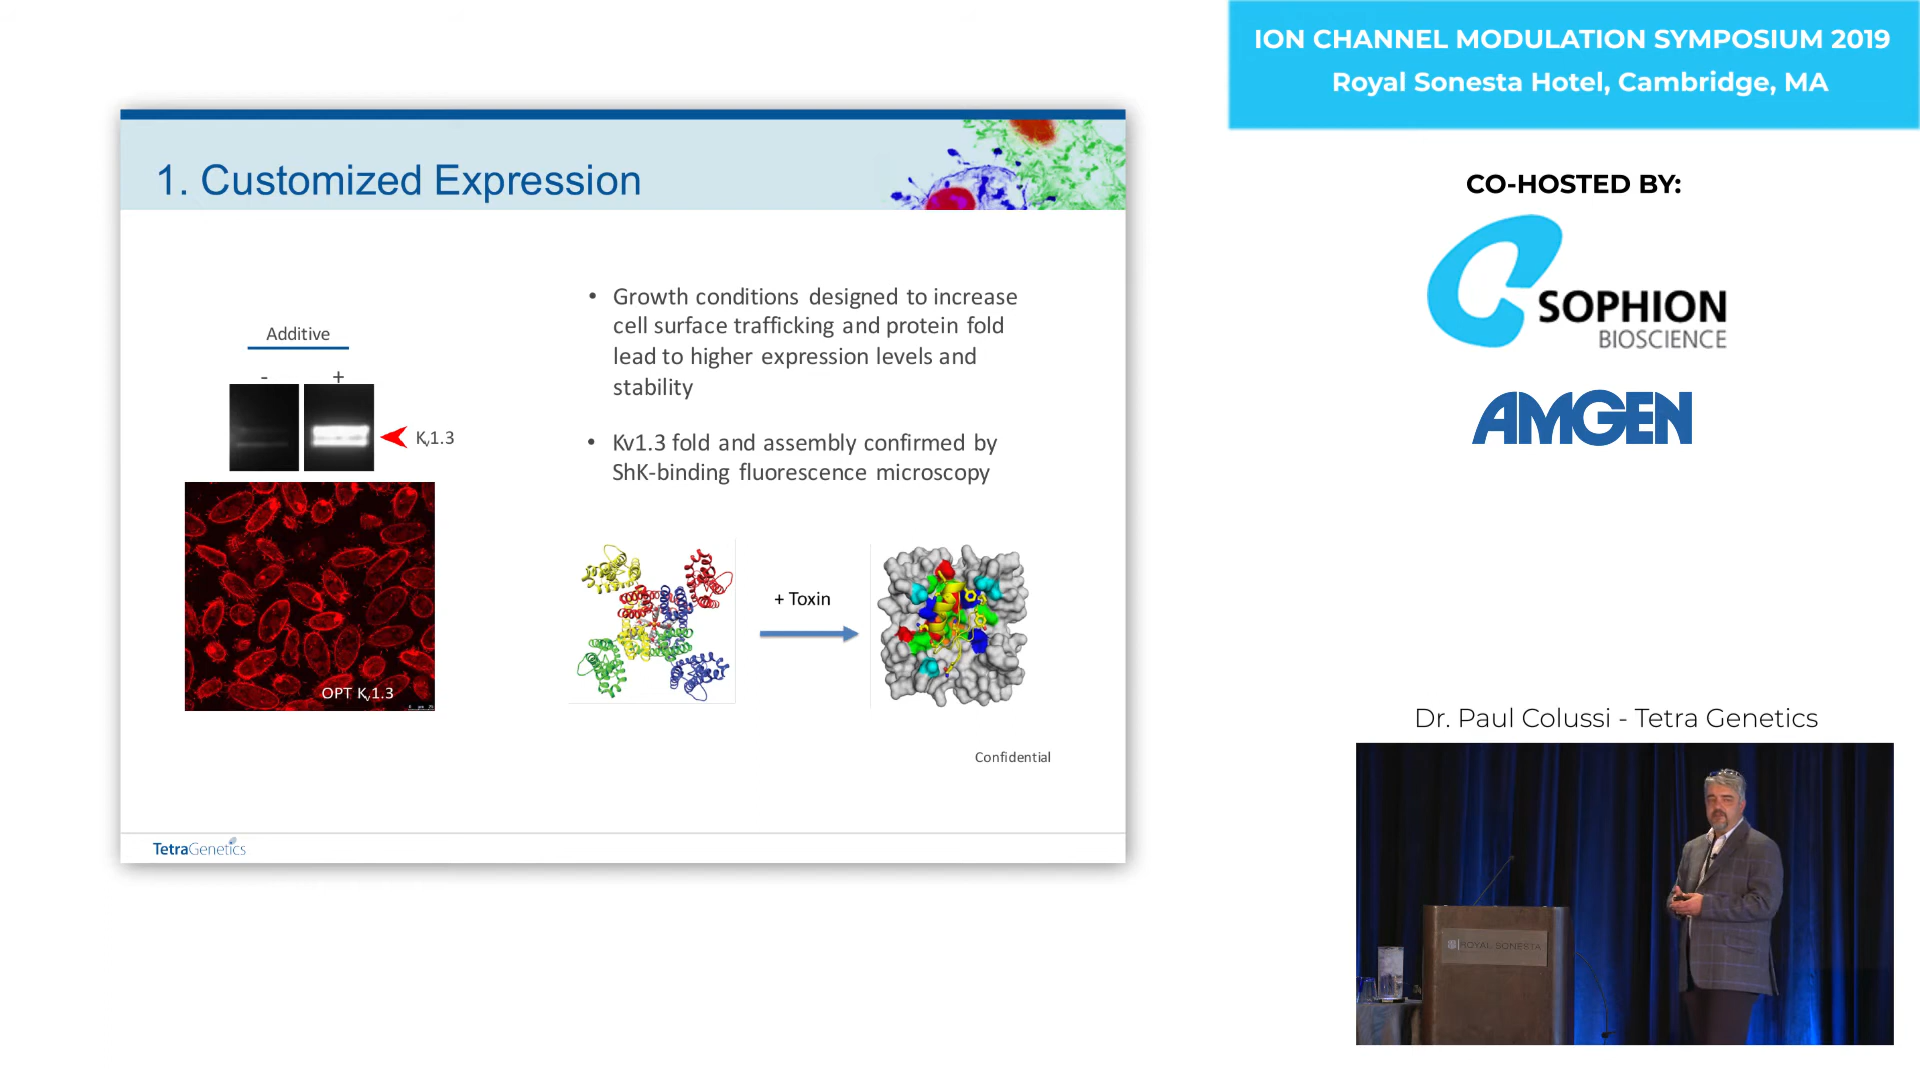 ION CHANNEL MODULATION SYMPOSIUM 2019
Royal Sonesta Hotel, Cambridge, MA
CO-HOSTED BY:
SOPHION
BIOSCIENCE
AMGEN
1. Customized Expression
Additive
- +
Kv1.3
OPT Kv1.3
• Growth conditions designed to increase
cell surface trafficking and protein fold
lead to higher expression levels and
stability
• Kv1.3 fold and assembly confirmed by
ShK-binding fluorescence microscopy
+ Toxin
Confidential
TetraGenetics
Dr. Paul Colussi - Tetra Genetics
ROYAL SONESTA